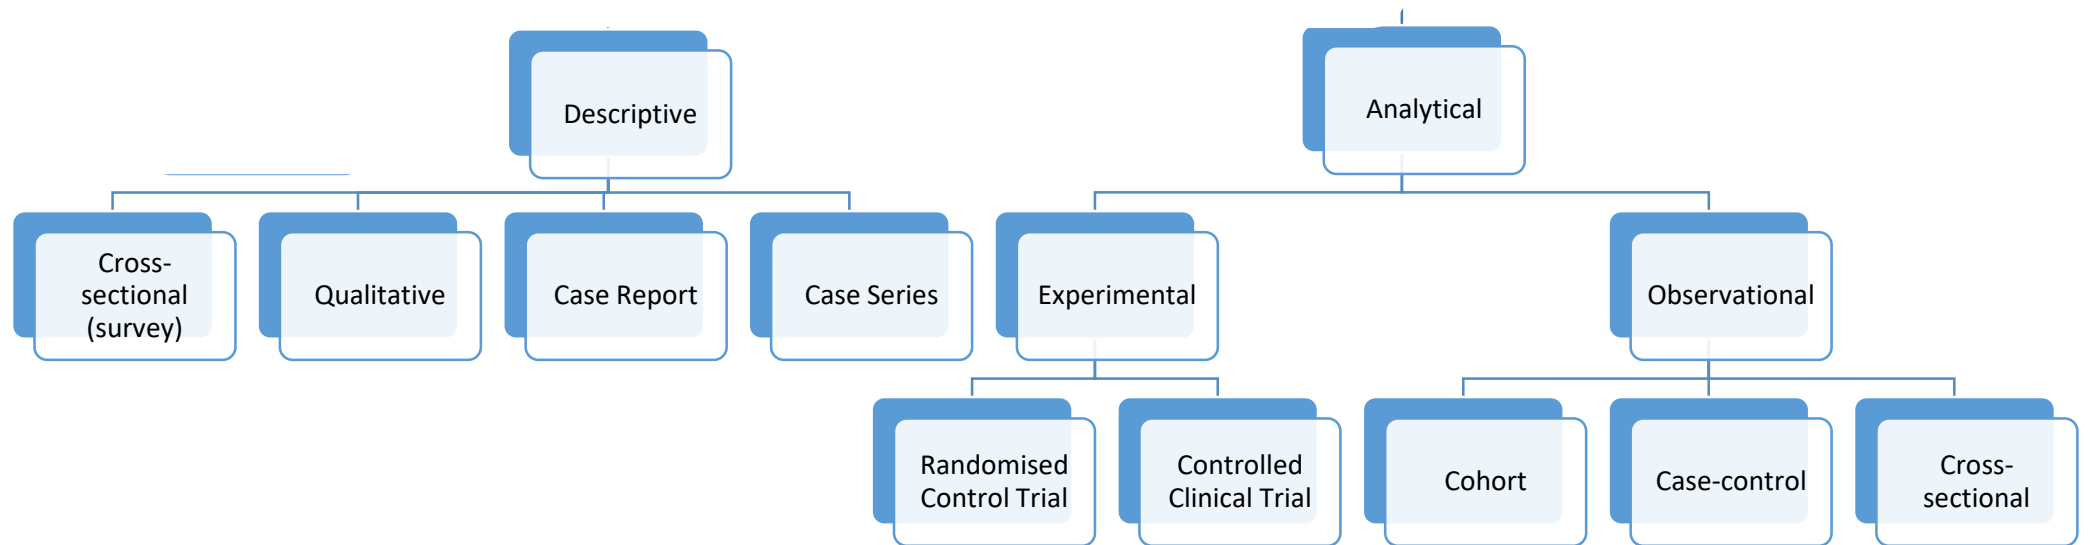 Descriptive
Analytical
Cross-
sectional
(survey)
Qualitative
Case Report
Case Series
Experimental
Observational
Randomised
Control Trial
Controlled
Clinical Trial
Cohort
Case-control
Cross-
sectional